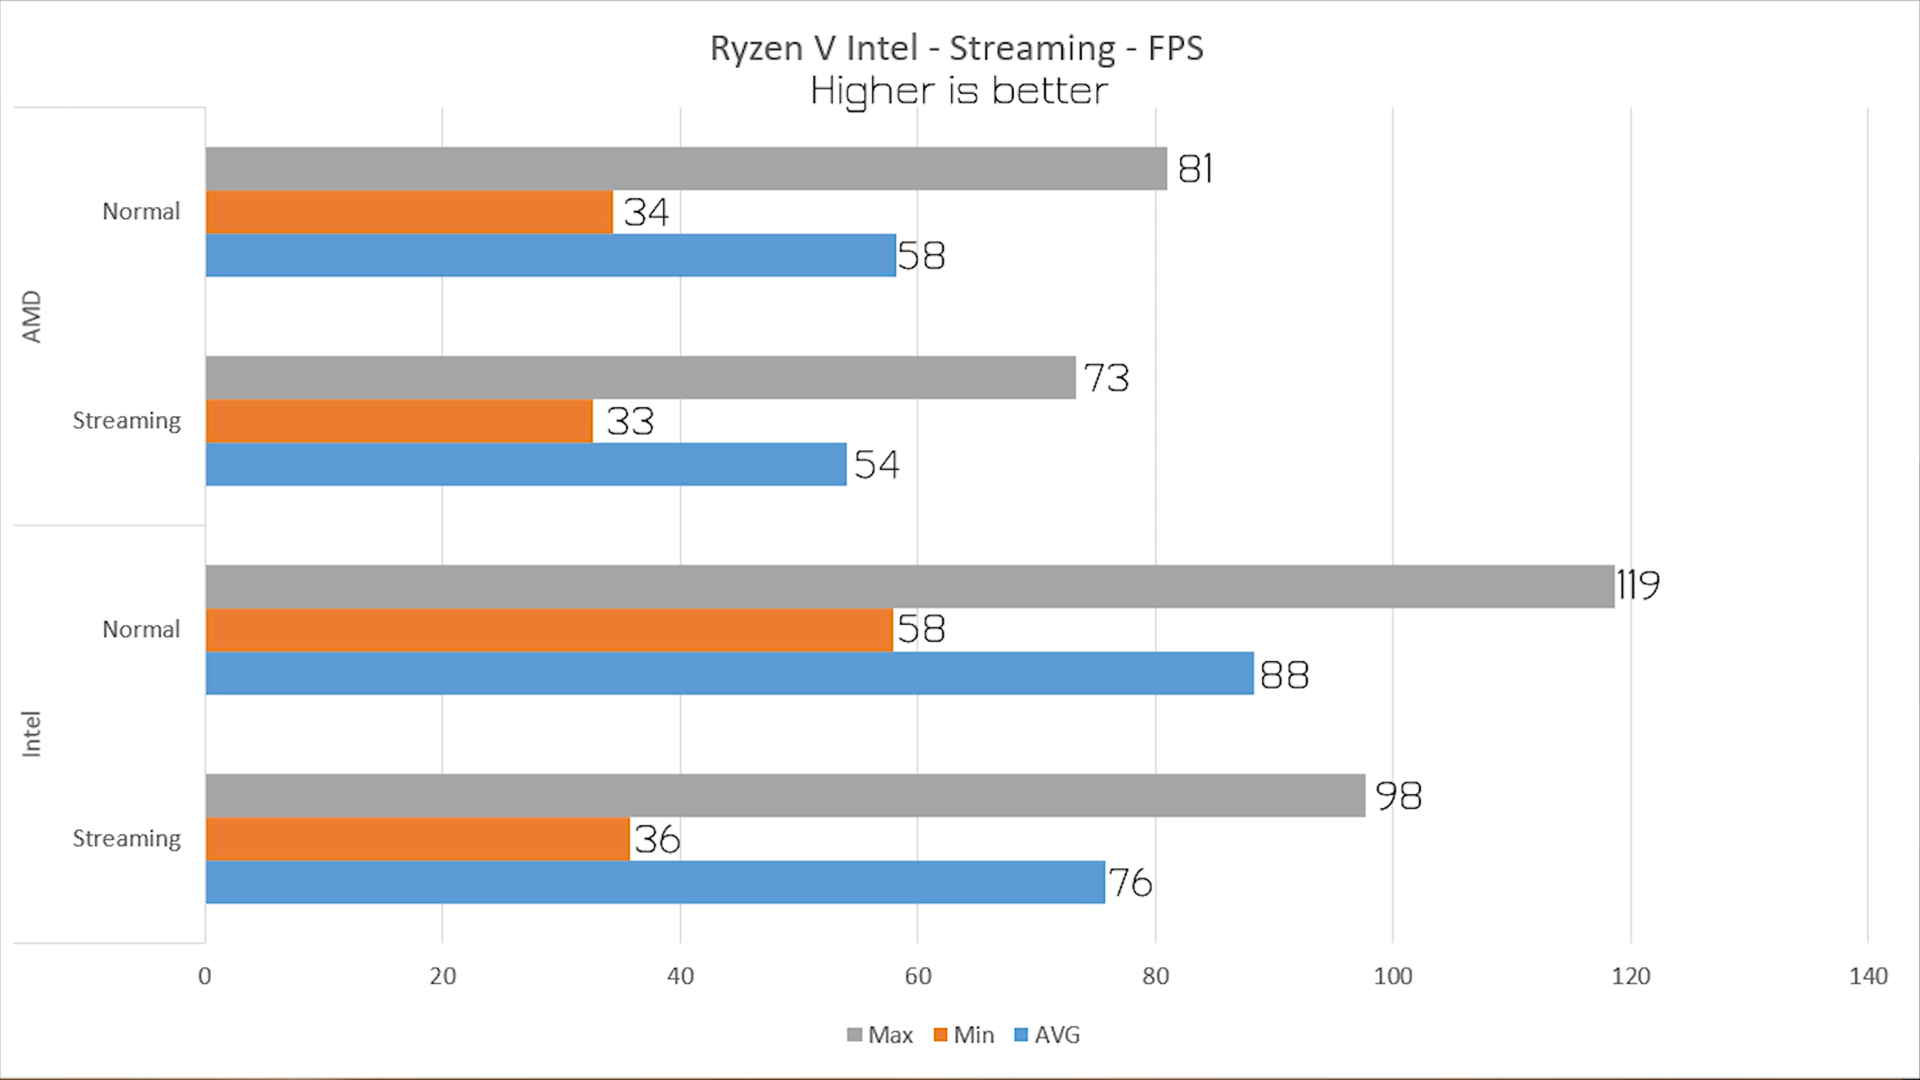 Ryzen V Intel - Streaming - FPS
Higher is better
AMD
Normal
81
34
58
Streaming
73
33
54
Intel
Normal
119
58
88
Streaming
98
36
76
0 20 40 60 80 100 120 140
Max Min AVG